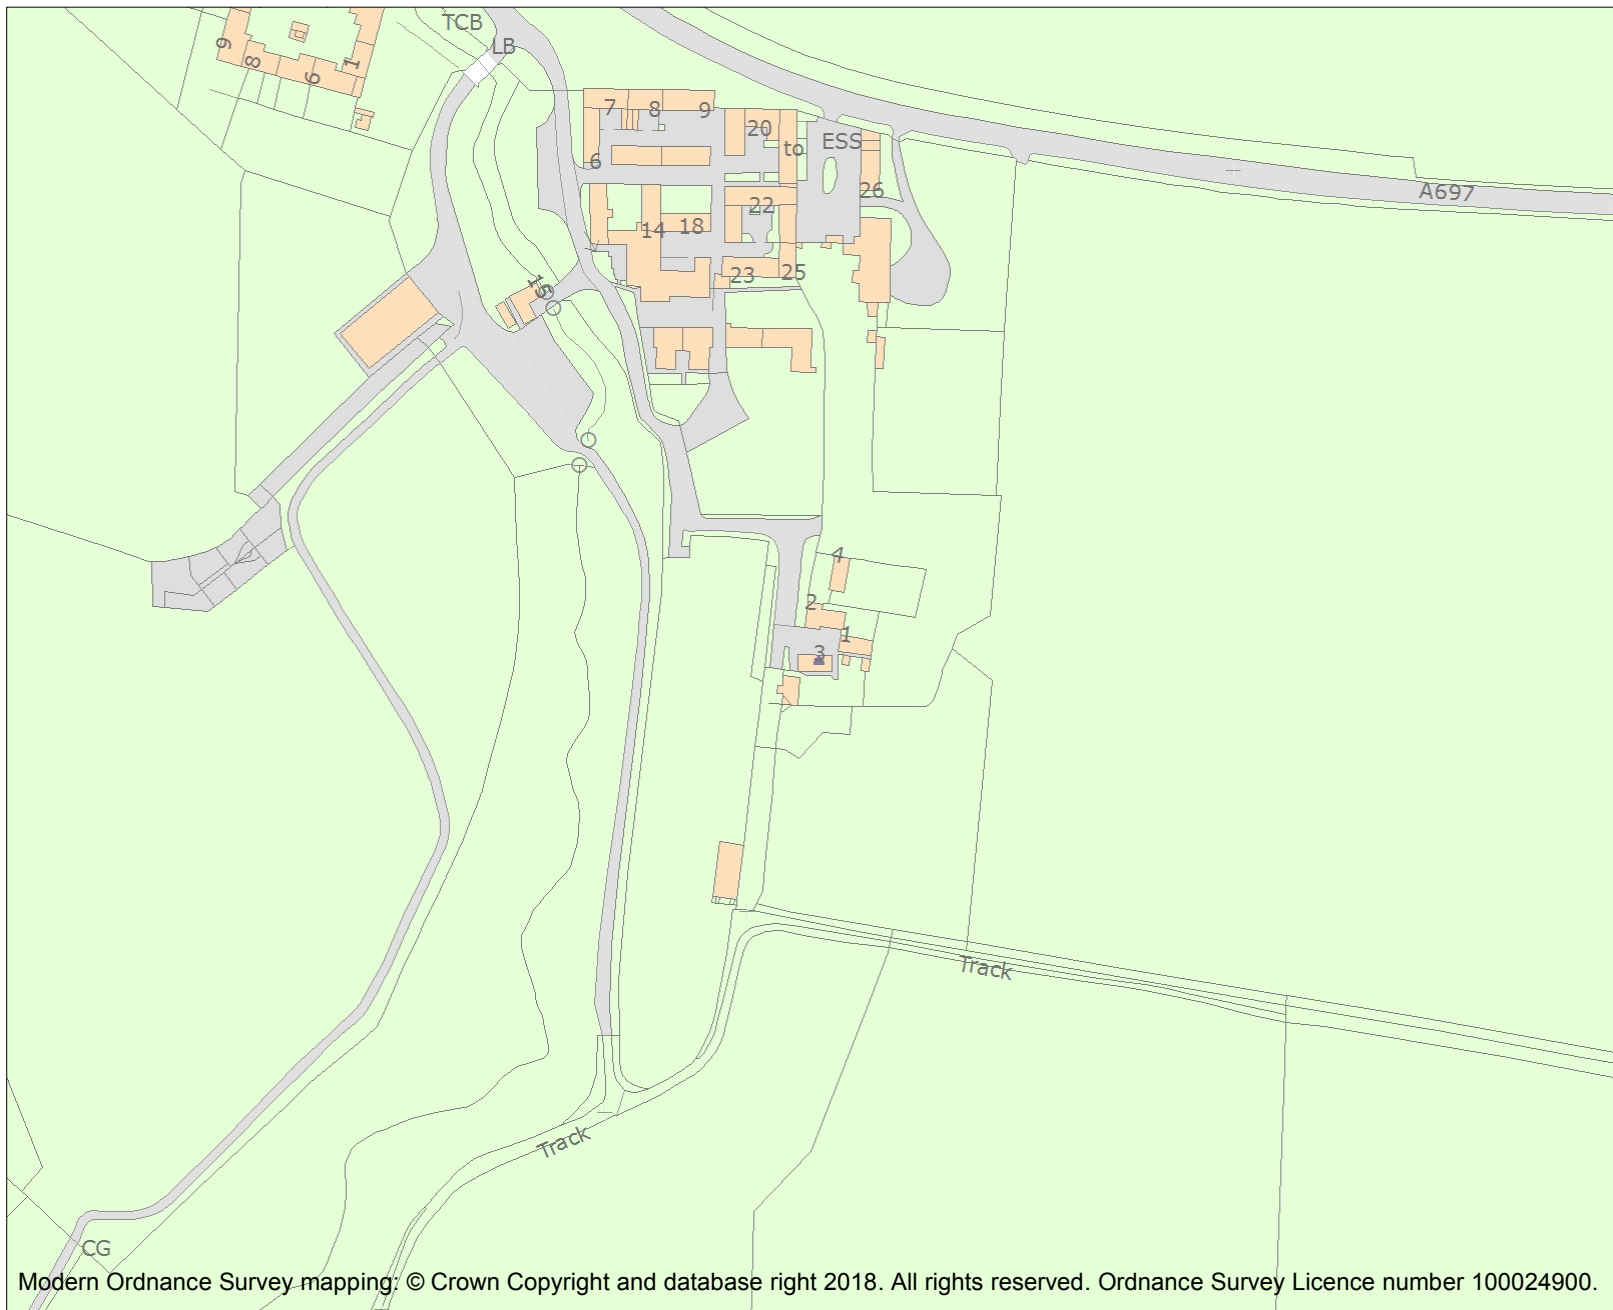 TCB
LB
9
8
6
1
7
8
9
20
to
ESS
6
26
A697
22
14
18
15
23
25
4
2
1
3
Track
Track
CG
Modern Ordnance Survey mapping: © Crown Copyright and database right 2018. All rights reserved. Ordnance Survey Licence number 100024900.